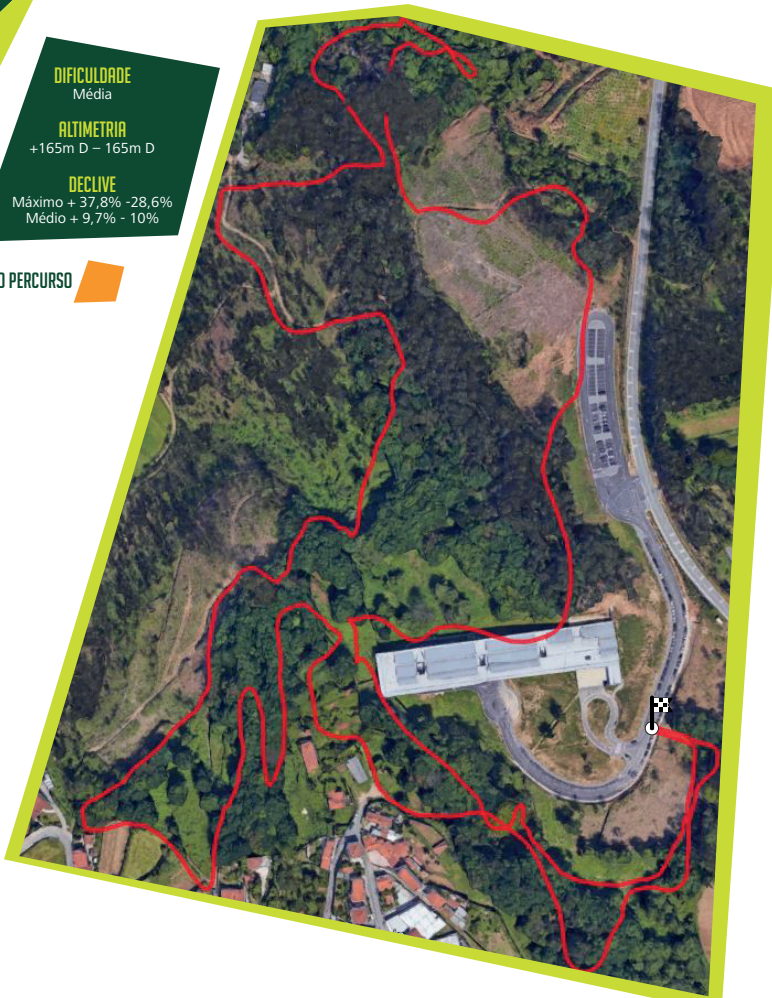 DIFICULDADE
Média
ALTIMETRIA
+165m D – 165m D
DECLIVE
Máximo + 37,8% -28,6%
Médio + 9,7% - 10%
O PERCURSO